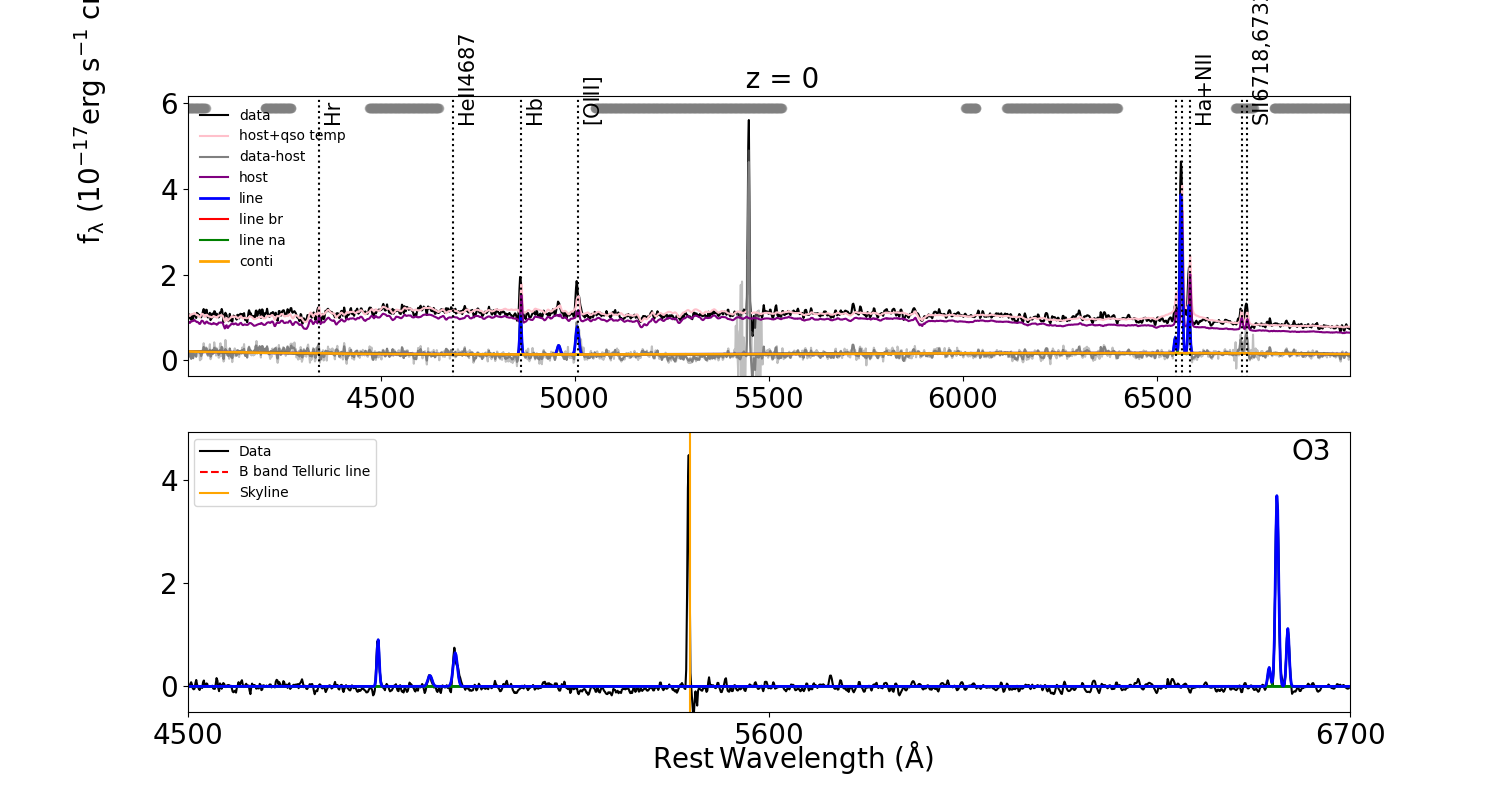 z = 0
f_λ (10^{-17} erg s^{-1}
Hr
HeII4687
Hb
[OIII]
Ha+NII
SII6718,673
6
4
2
0
data
host+qso temp
data-host
host
line
line br
line na
conti
4500
5000
5500
6000
6500
O3
Data
B band Telluric line
Skyline
4
2
0
4500
5600
6700
Rest Wavelength (Å)